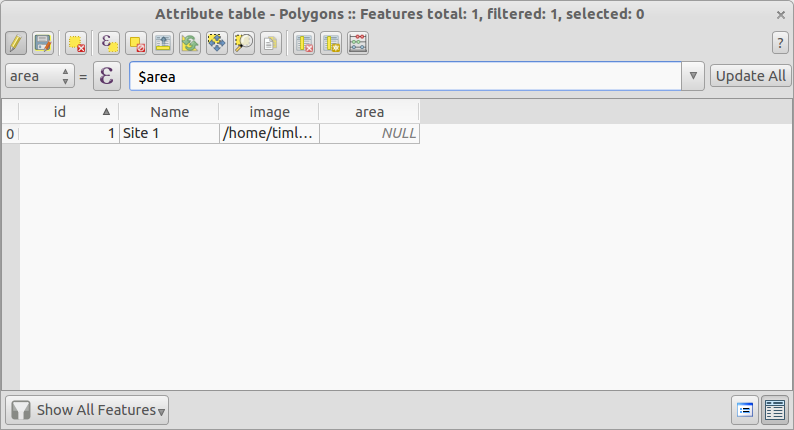 Attribute table - Polygons :: Features total: 1, filtered: 1, selected: 0
?
area = ε $area Update All
id Name image area
0 1 Site 1 /home/timl... NULL
Show All Features